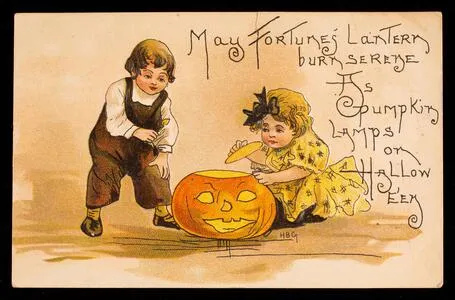 May Fortune's Lantern
burn serene
As
pumpkin
Lamps
on
Hallow
e'en
HBG